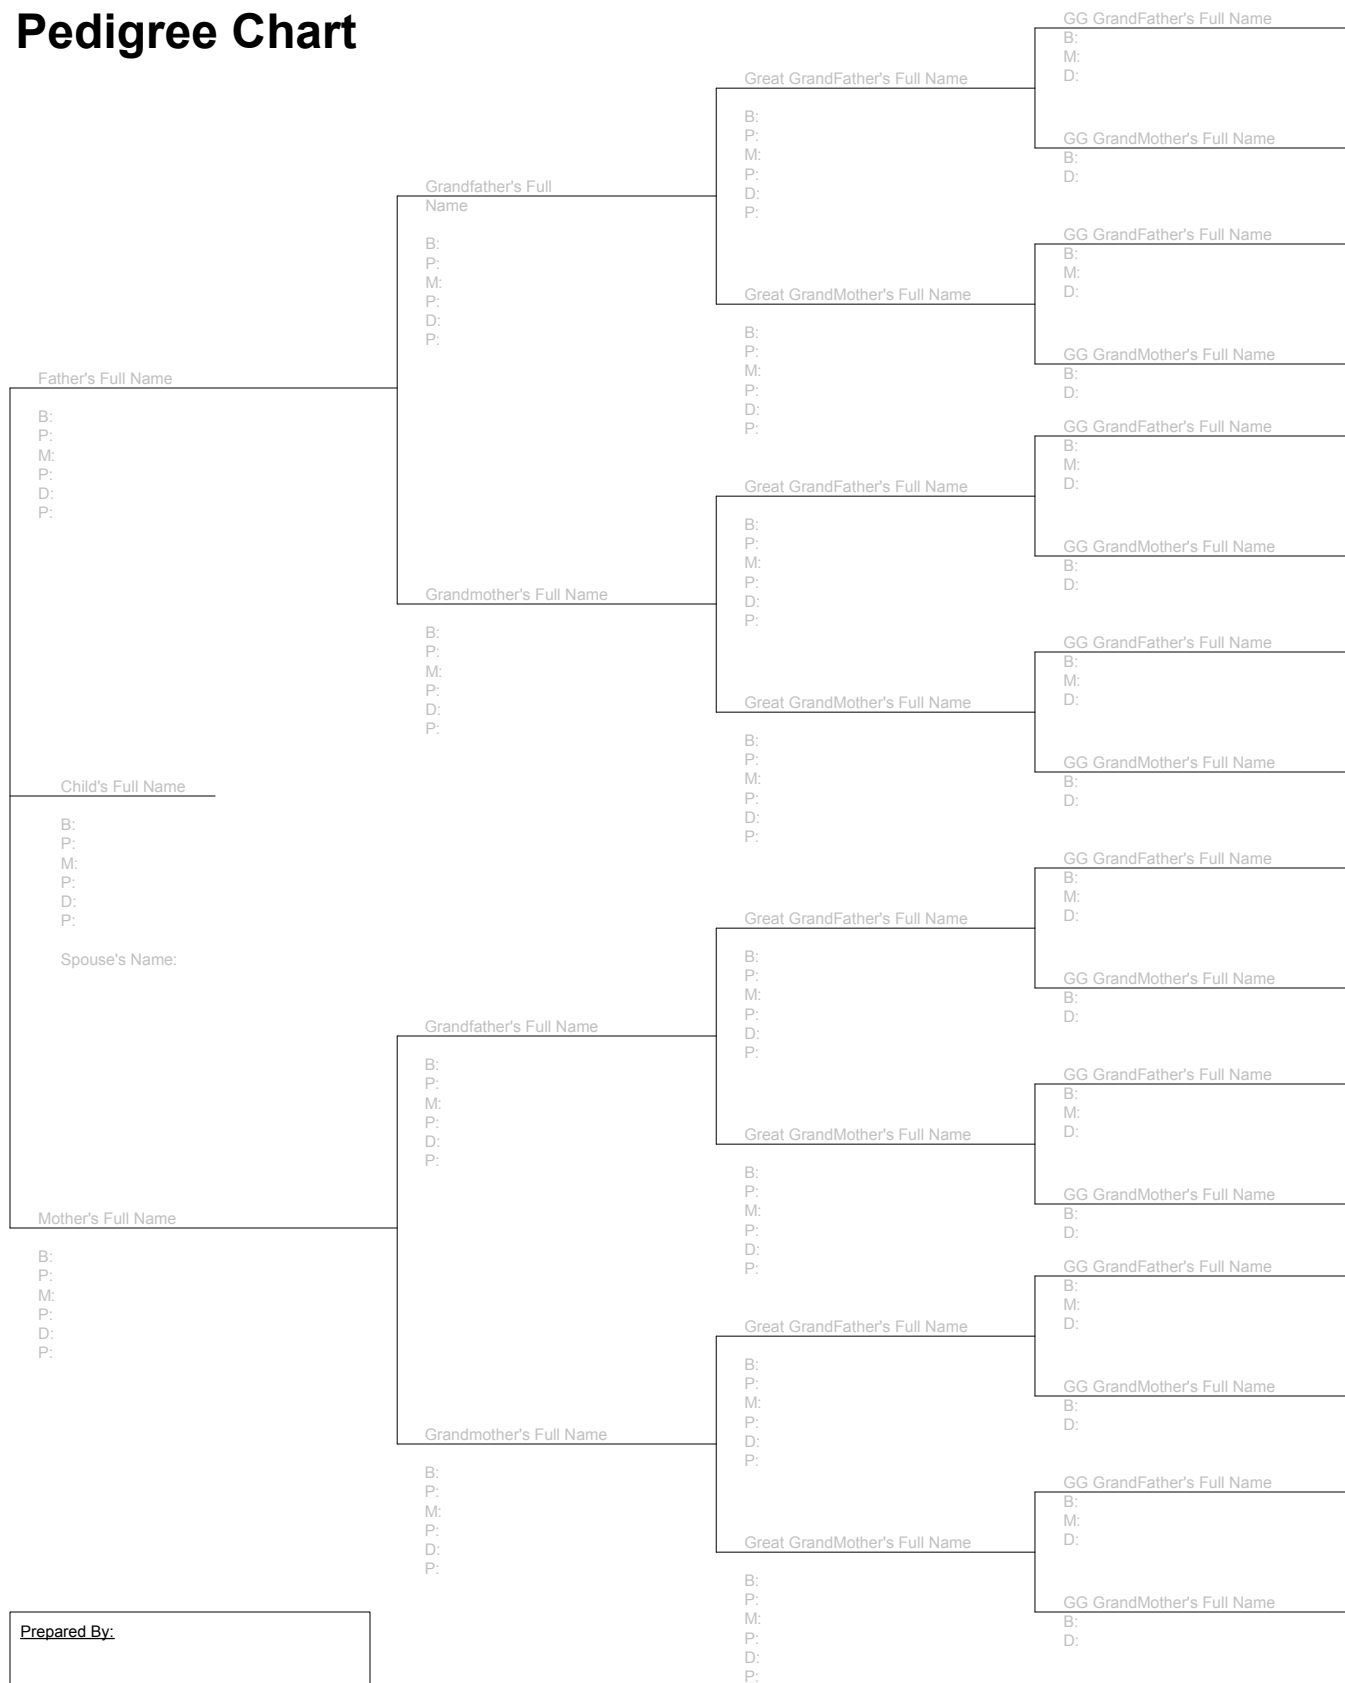 Pedigree Chart
Father's Full Name
B:
P:
M:
P:
D:
P:
Child's Full Name
B:
P:
M:
P:
D:
P:
Spouse's Name:
Mother's Full Name
B:
P:
M:
P:
D:
P:
Prepared By:
Grandfather's Full
Name
B:
P:
M:
P:
D:
P:
Grandmother's Full Name
B:
P:
M:
P:
D:
P:
Grandfather's Full Name
B:
P:
M:
P:
D:
P:
Grandmother's Full Name
B:
P:
M:
P:
D:
P:
Great GrandFather's Full Name
B:
P:
M:
P:
D:
P:
Great GrandMother's Full Name
B:
P:
M:
P:
D:
P:
Great GrandFather's Full Name
B:
P:
M:
P:
D:
P:
Great GrandMother's Full Name
B:
P:
M:
P:
D:
P:
Great GrandFather's Full Name
B:
P:
M:
P:
D:
P:
Great GrandMother's Full Name
B:
P:
M:
P:
D:
P:
Great GrandFather's Full Name
B:
P:
M:
P:
D:
P:
Great GrandMother's Full Name
B:
P:
M:
P:
D:
P:
GG GrandFather's Full Name
B:
M:
D:
GG GrandMother's Full Name
B:
D:
GG GrandFather's Full Name
B:
M:
D:
GG GrandMother's Full Name
B:
D:
GG GrandFather's Full Name
B:
M:
D:
GG GrandMother's Full Name
B:
D:
GG GrandFather's Full Name
B:
M:
D:
GG GrandMother's Full Name
B:
D:
GG GrandFather's Full Name
B:
M:
D:
GG GrandMother's Full Name
B:
D:
GG GrandFather's Full Name
B:
M:
D:
GG GrandMother's Full Name
B:
D:
GG GrandFather's Full Name
B:
M:
D:
GG GrandMother's Full Name
B:
D:
GG GrandFather's Full Name
B:
M:
D:
GG GrandMother's Full Name
B:
D: